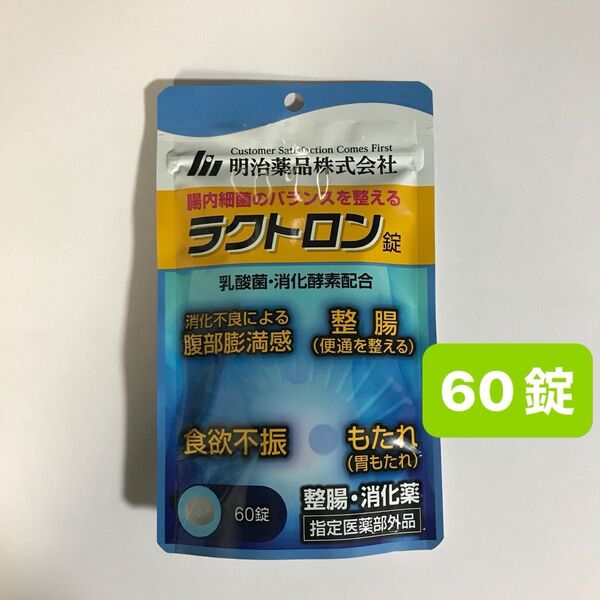 Customer Satisfaction Comes First
明治薬品株式会社
腸内細菌のバランスを整える
ラクトロン錠
乳酸菌・消化酵素配合
消化不良による
腹部膨満感
整腸
(便通を整える)
60錠
食欲不振
もたれ
(胃もたれ)
60錠
整腸・消化薬
指定医薬部外品